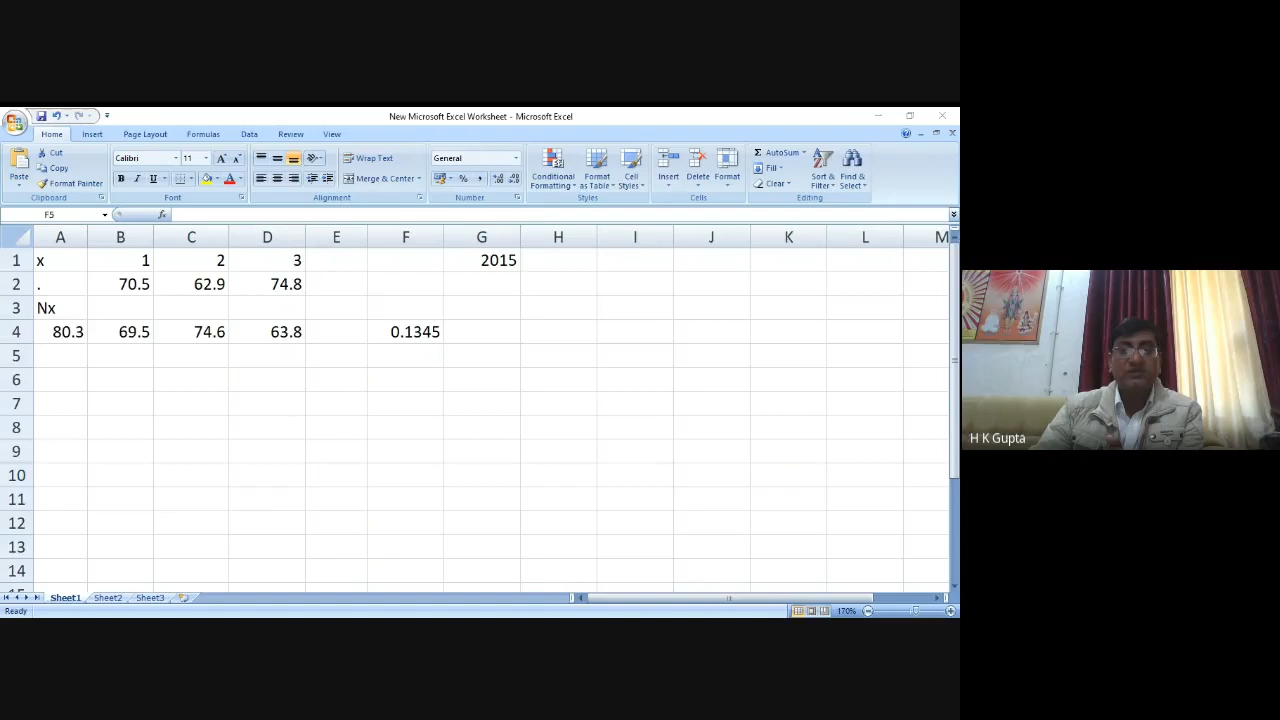 New Microsoft Excel Worksheet - Microsoft Excel
Home Insert Page Layout Formulas Data Review View
Paste
Cut
Copy
Format Painter
Clipboard
Calibri 11 A A
B I U A
Font
Wrap Text
Merge & Center
Alignment
General
% ,
Number
Conditional Formatting
Format as Table
Cell Styles
Styles
Insert Delete Format
Cells
Σ AutoSum
Fill
Clear
Sort & Filter
Find & Select
Editing
F5 fx
A B C D E F G H I J K L M
1 x 1 2 3 2015
2 . 70.5 62.9 74.8
3 Nx
4 80.3 69.5 74.6 63.8 0.1345
5
6
7
8
9
10
11
12
13
14
15
Sheet1 Sheet2 Sheet3
Ready 170%
H K Gupta